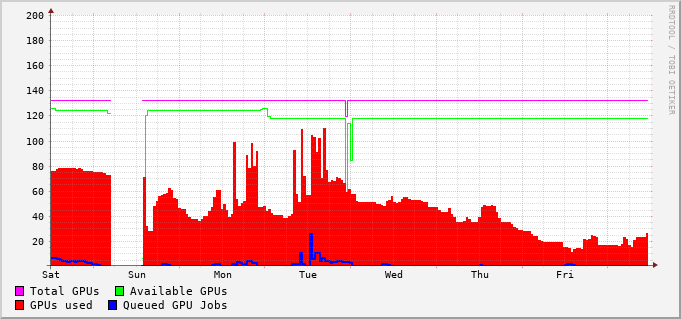 200
180
160
140
120
100
80
60
40
20
Sat Sun Mon Tue Wed Thu Fri
Total GPUs Available GPUs
GPUs used Queued GPU Jobs
RRDTOOL / TOBI OETIKER